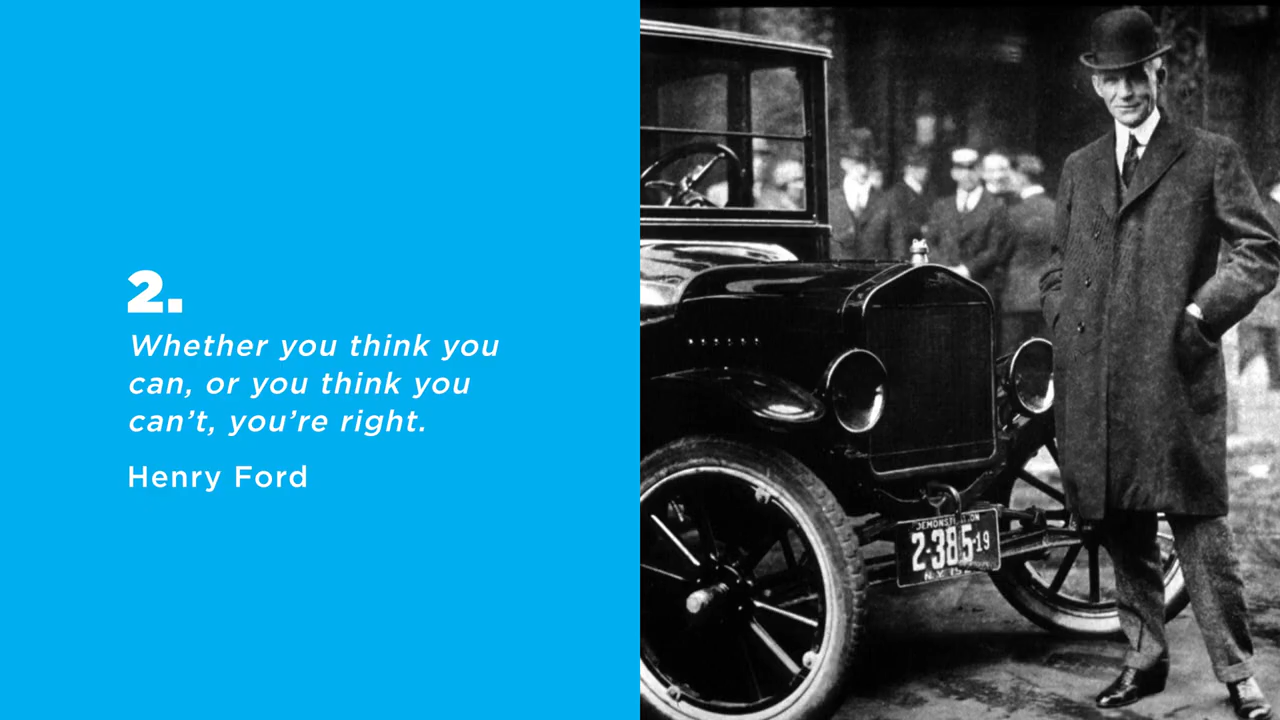 2.
Whether you think you
can, or you think you
can't, you're right.
Henry Ford
2-385-19